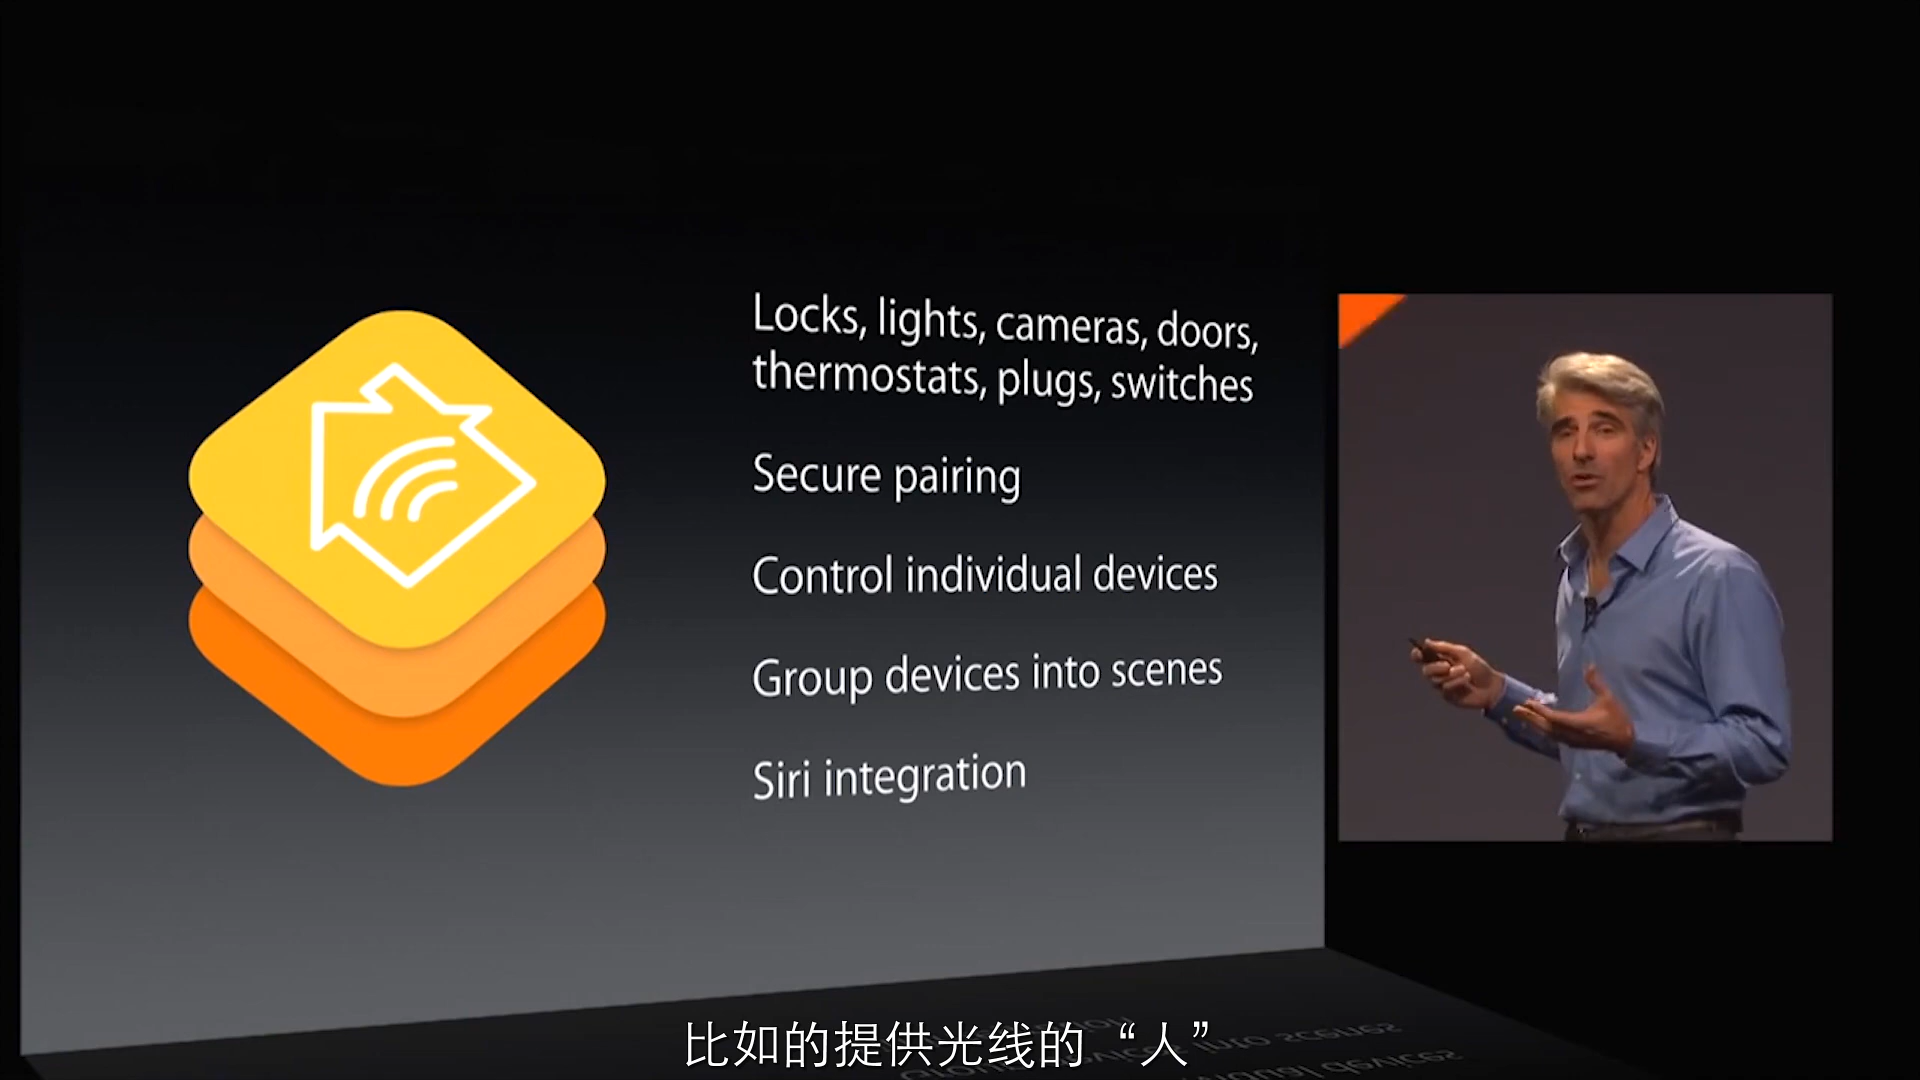 Locks, lights, cameras, doors,
thermostats, plugs, switches
Secure pairing
Control individual devices
Group devices into scenes
Siri integration
比如的提供光线的“人”